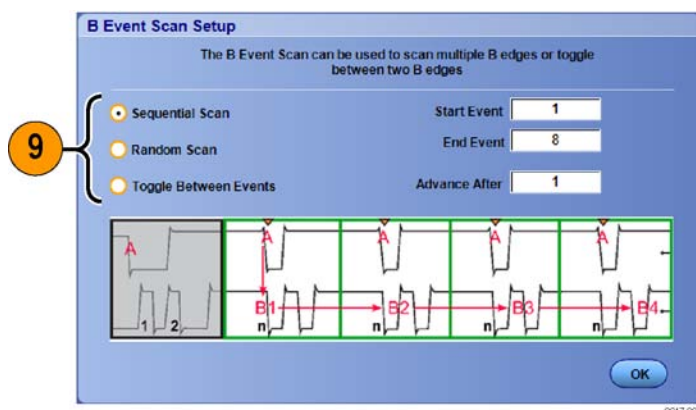 B Event Scan Setup
The B Event Scan can be used to scan multiple B edges or toggle
between two B edges
9
Sequential Scan
Start Event 1
Random Scan
End Event 8
Toggle Between Events
Advance After 1
A A A A A
B1 B2 B3 B4
1 2 n n n n
OK